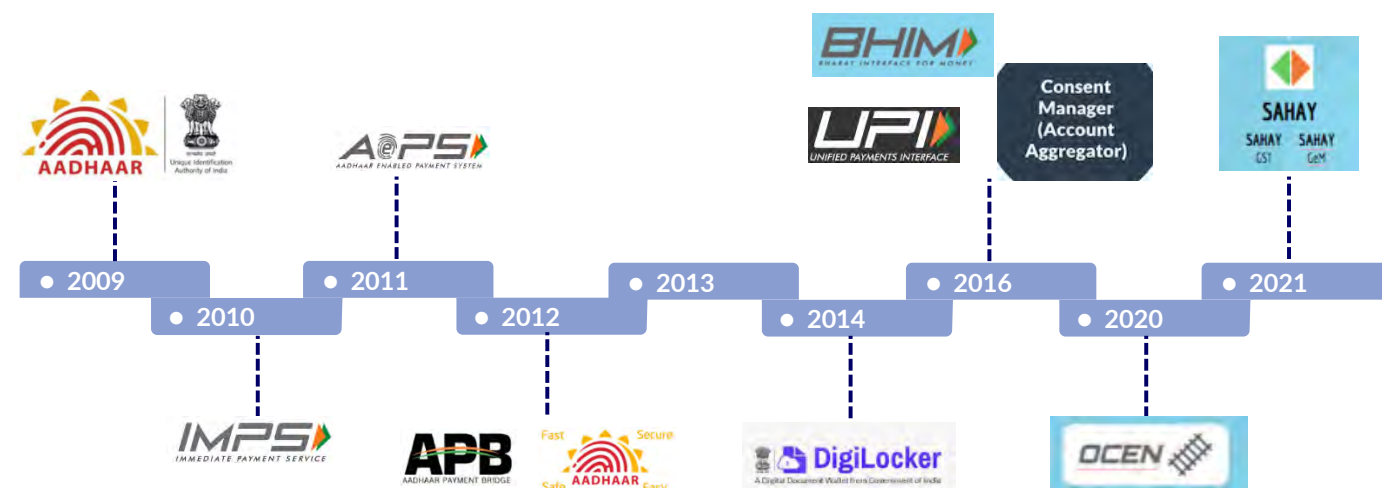 AADHAAR
Unique Identification
Authority of India
2009
IMPS
IMMEDIATE PAYMENT SERVICE
2010
AePS
AADHAAR ENABLED PAYMENT SYSTEM
2011
APB
AADHAAR PAYMENT BRIDGE
Fast Secure
AADHAAR
Safe Easy
2012
2013
DigiLocker
A Digital Document Wallet from Government of India
2014
BHIM
BHARAT INTERFACE FOR MONEY
UPI
UNIFIED PAYMENTS INTERFACE
Consent
Manager
(Account
Aggregator)
2016
OCEN
2020
SAHAY
SAHAY SAHAY
GST GeM
2021